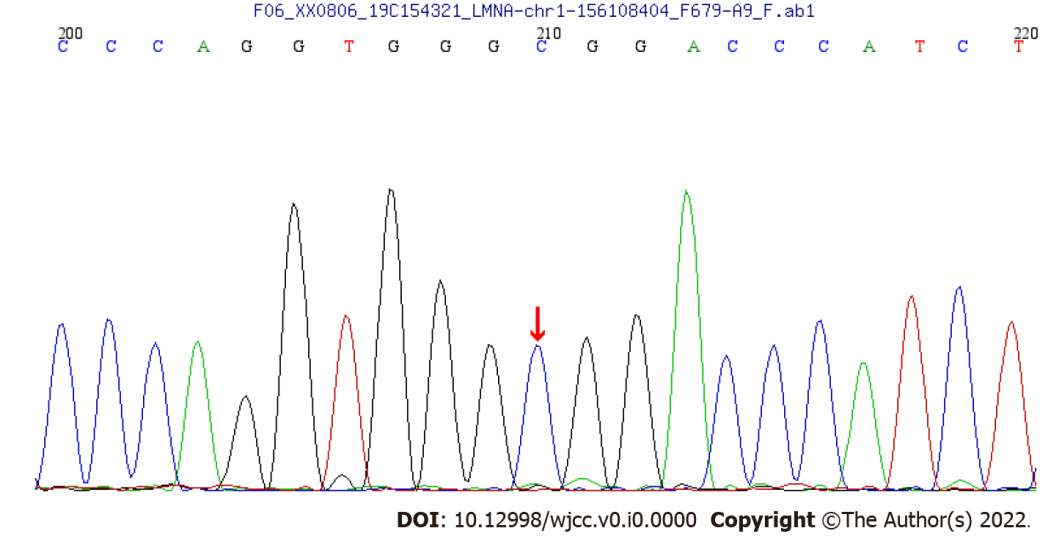 F06_XX0806_19C154321_LMNA-chr1-156108404_F679-A9_F.ab1
200 210 220
C C C A G G T G G G C G G A C C C A T C T
DOI: 10.12998/wjcc.v0.i0.0000 Copyright ©The Author(s) 2022.